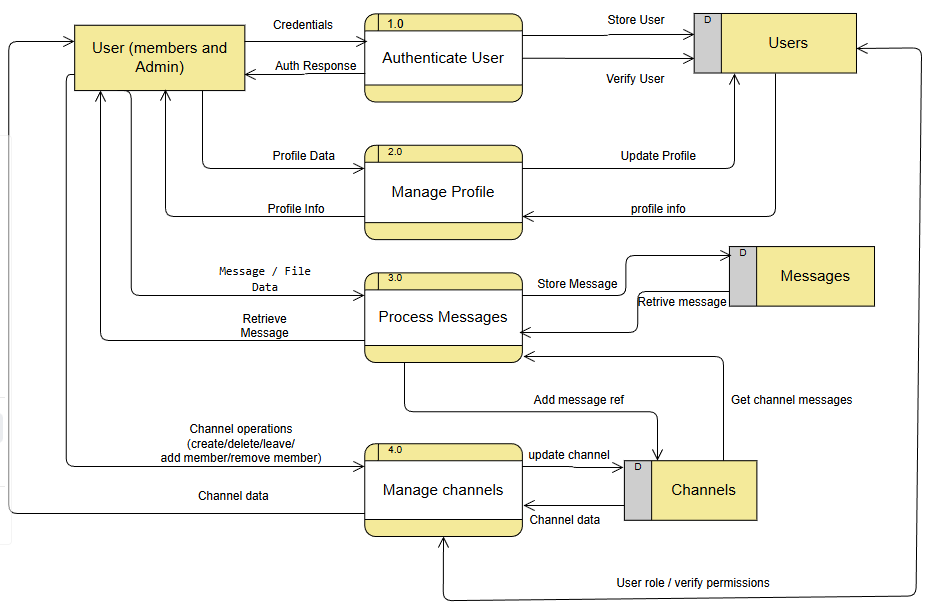 Credentials
1.0
Store User
D
User (members and
Admin)
Authenticate User
Users
Auth Response
Verify User
2.0
Profile Data
Update Profile
Manage Profile
Profile Info
profile info
D
Message / File
Data
3.0
Store Message
Messages
Retrive message
Retrieve
Message
Process Messages
Add message ref
Get channel messages
Channel operations
(create/delete/leave/
add member/remove member)
4.0
update channel
D
Manage channels
Channels
Channel data
Channel data
User role / verify permissions